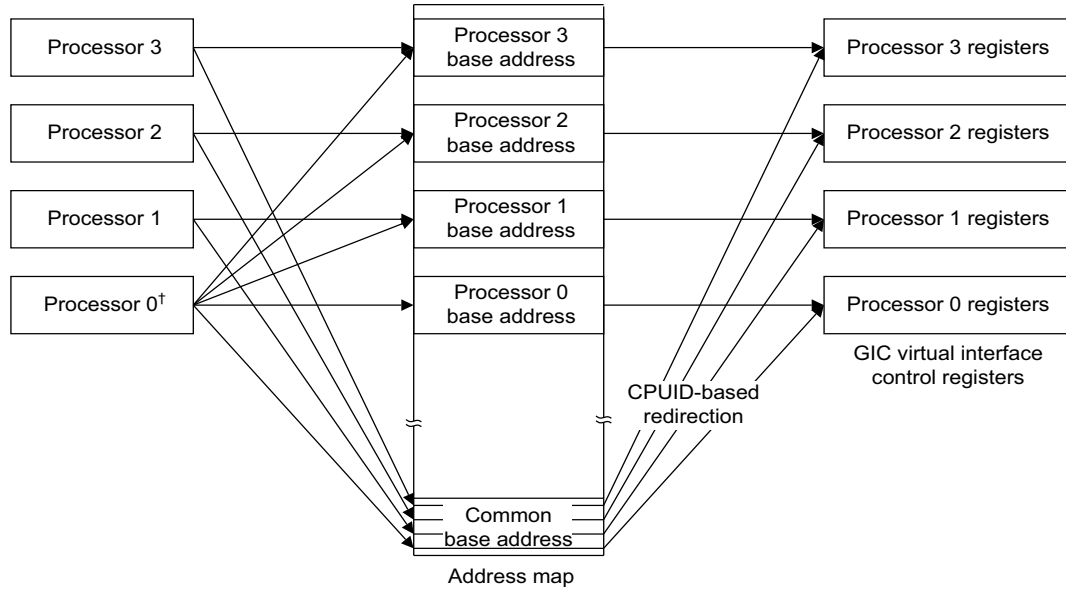 Processor 3
Processor 3
base address
Processor 3 registers
Processor 2
Processor 2
base address
Processor 2 registers
Processor 1
Processor 1
base address
Processor 1 registers
Processor 0†
Processor 0
base address
Processor 0 registers
GIC virtual interface
control registers
CPUID-based
redirection
Common
base address
Address map